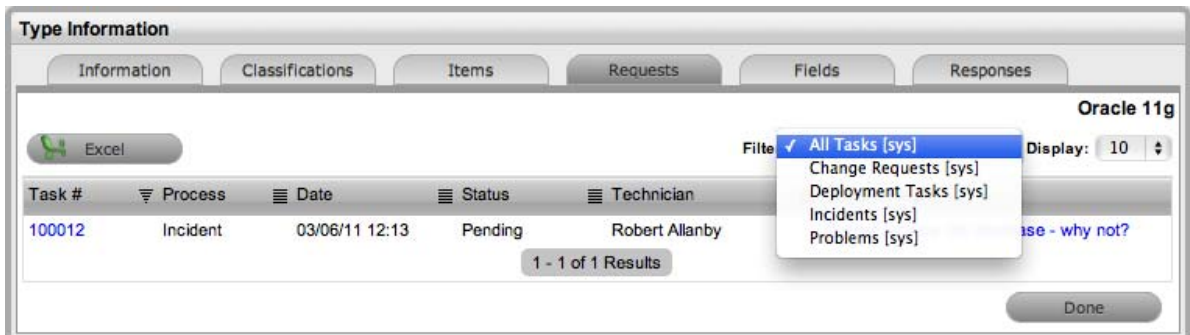 Type Information
Information Classifications Items Requests Fields Responses
Oracle 11g
Excel Filte ✓ All Tasks [sys] Display: 10
Change Requests [sys]
Deployment Tasks [sys]
Incidents [sys]
Problems [sys]
Task # Process Date Status Technician
100012 Incident 03/06/11 12:13 Pending Robert Allanby - why not?
1 - 1 of 1 Results
Done